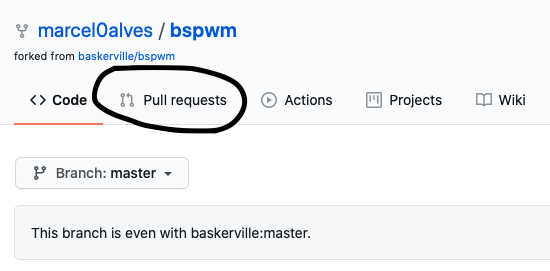 marcel0alves / bspwm
forked from baskerville/bspwm
Code Pull requests Actions Projects Wiki
Branch: master
This branch is even with baskerville:master.